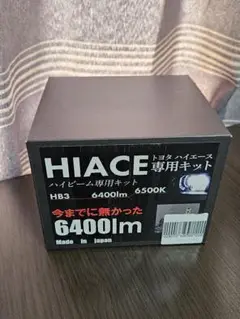 HIACE
トヨタ ハイエース
専用キット
ハイビーム専用キット
HB3 6400lm 6500K
今までに無かった
6400lm
Made in japan